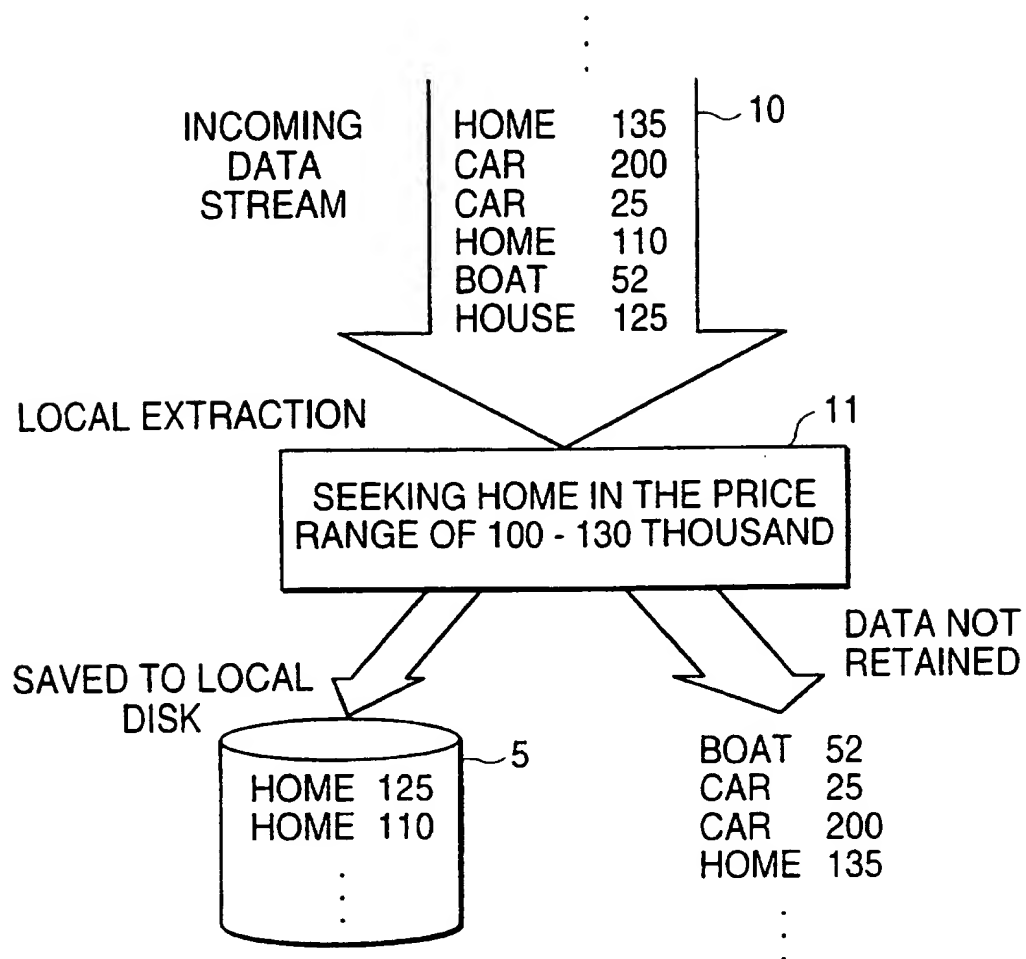 INCOMING
DATA
STREAM
HOME 135
CAR 200
CAR 25
HOME 110
BOAT 52
HOUSE 125
10
LOCAL EXTRACTION
11
SEEKING HOME IN THE PRICE
RANGE OF 100 - 130 THOUSAND
SAVED TO LOCAL
DISK
5
HOME 125
HOME 110
DATA NOT
RETAINED
BOAT 52
CAR 25
CAR 200
HOME 135